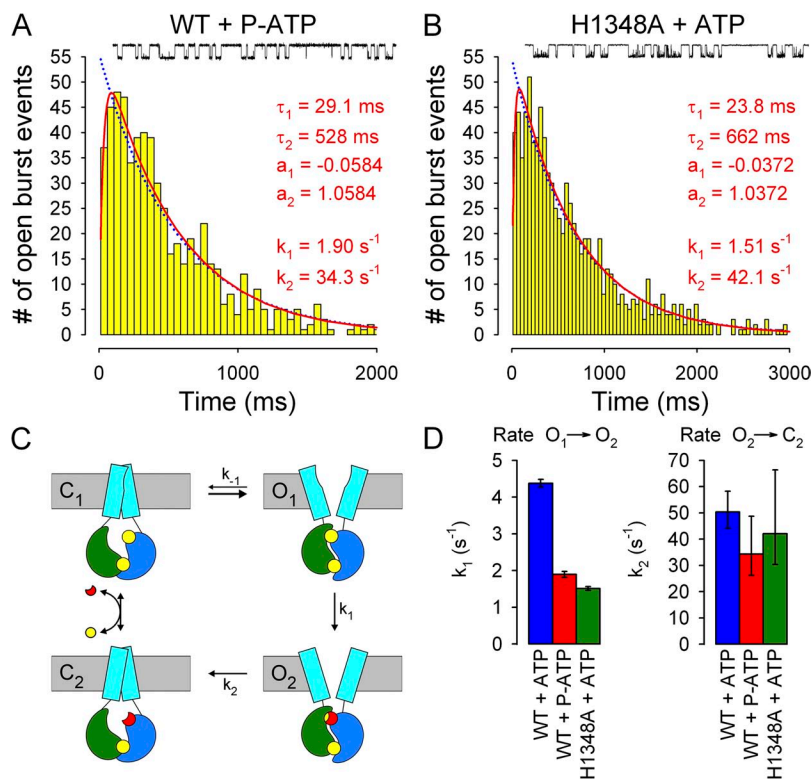 A
WT + P-ATP
# of open burst events
55
50
45
40
35
30
25
20
15
10
5
0
τ1 = 29.1 ms
τ2 = 528 ms
a1 = -0.0584
a2 = 1.0584
k1 = 1.90 s⁻¹
k2 = 34.3 s⁻¹
0 1000 2000
Time (ms)
B
H1348A + ATP
# of open burst events
55
50
45
40
35
30
25
20
15
10
5
0
τ1 = 23.8 ms
τ2 = 662 ms
a1 = -0.0372
a2 = 1.0372
k1 = 1.51 s⁻¹
k2 = 42.1 s⁻¹
0 1000 2000 3000
Time (ms)
C
C1
k-1
O1
k1
C2
k2
O2
D
Rate O1→O2
k1 (s⁻¹)
5
4
3
2
1
0
WT + ATP
WT + P-ATP
H1348A + ATP
Rate O2→C2
k2 (s⁻¹)
70
60
50
40
30
20
10
0
WT + ATP
WT + P-ATP
H1348A + ATP